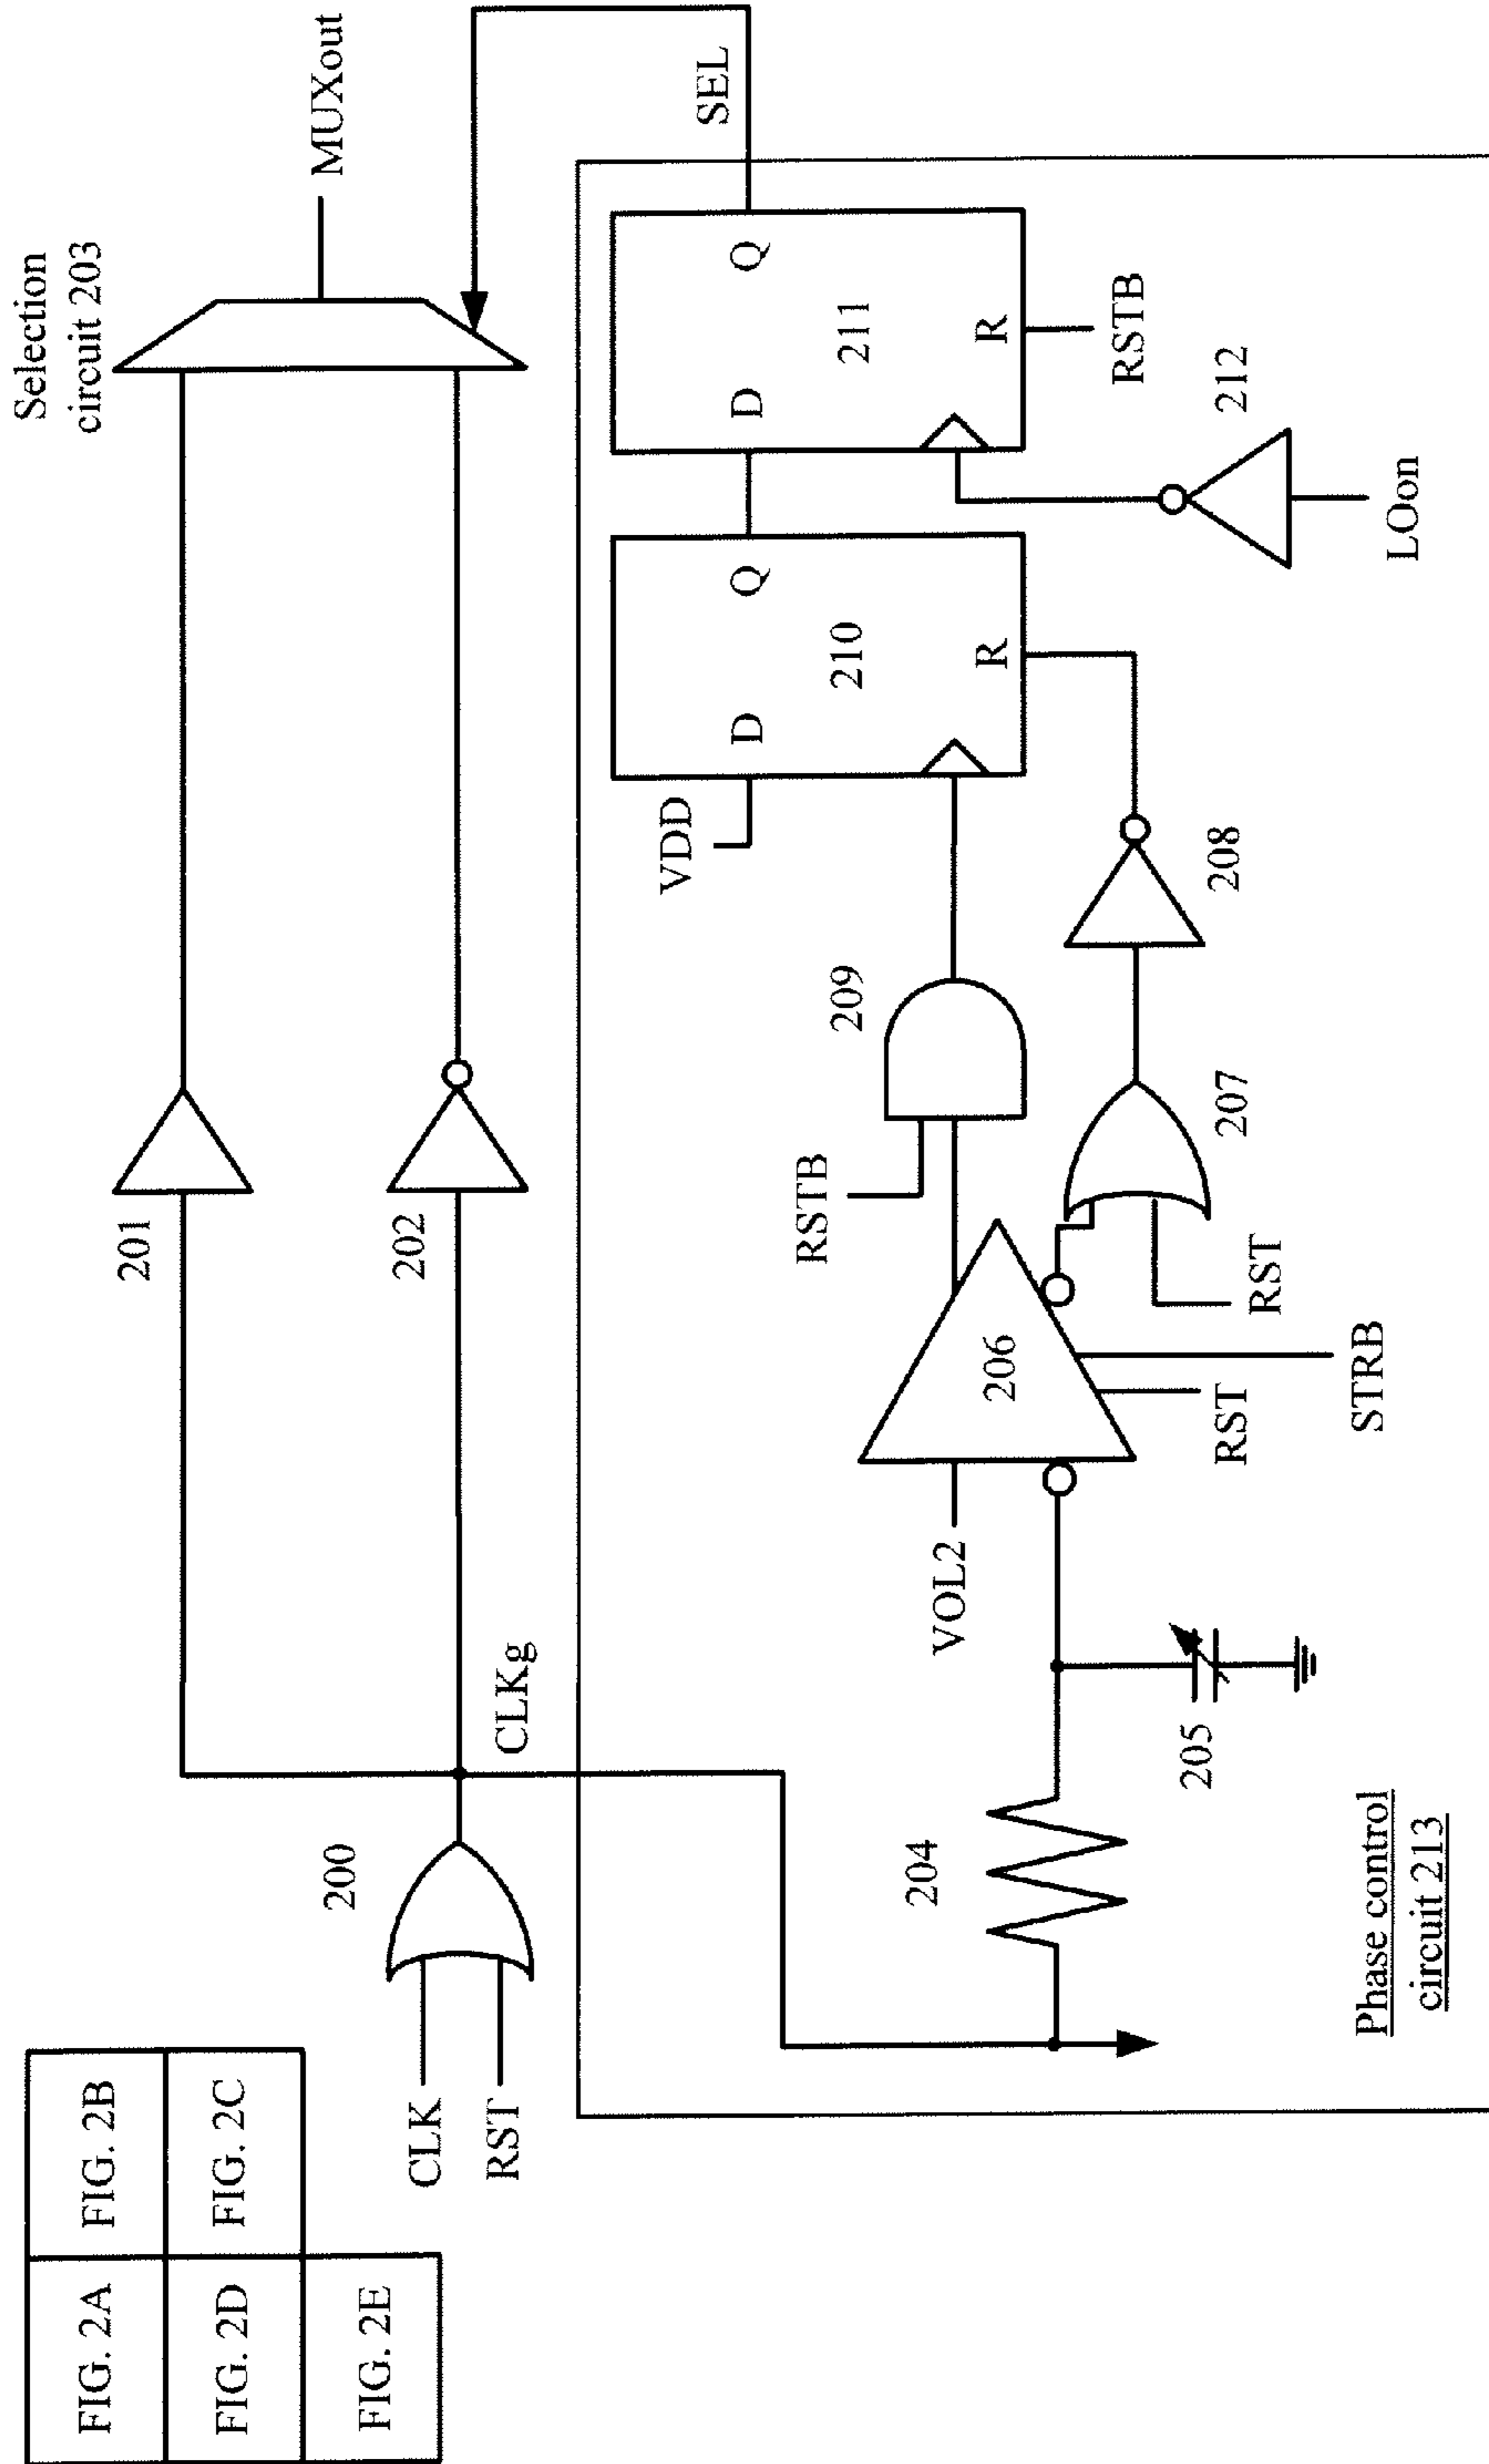 FIG. 2A
FIG. 2B
FIG. 2D
FIG. 2C
FIG. 2E
Selection
circuit 203
MUXout
201
200
CLK
RST
202
CLKg
SEL
VDD
D
Q
D
Q
210
211
R
R
RSTB
209
RSTB
VOL2
206
204
208
212
207
205
RST
RST
LOon
STRB
Phase control
circuit 213